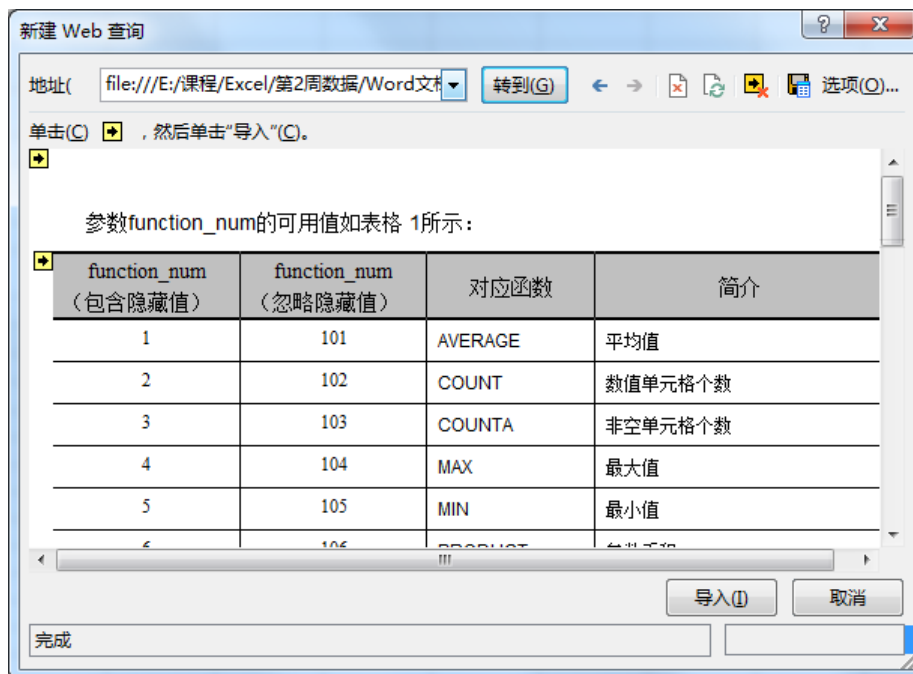 新建 Web 查询
地址( file:///E:/课程/Excel/第2周数据/Word文档 转到(G) 选项(O)...
单击(C) ，然后单击“导入”(C)。
参数function_num的可用值如表格 1所示：
function_num function_num 对应函数 简介
（包含隐藏值） （忽略隐藏值）
1 101 AVERAGE 平均值
2 102 COUNT 数值单元格个数
3 103 COUNTA 非空单元格个数
4 104 MAX 最大值
5 105 MIN 最小值
6 106 PRODUCT
导入(I) 取消
完成